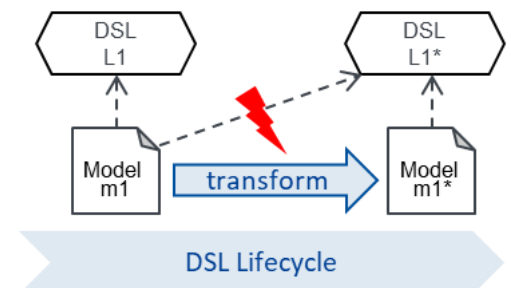 DSL
L1
DSL
L1*
Model
m1
transform
Model
m1*
DSL Lifecycle